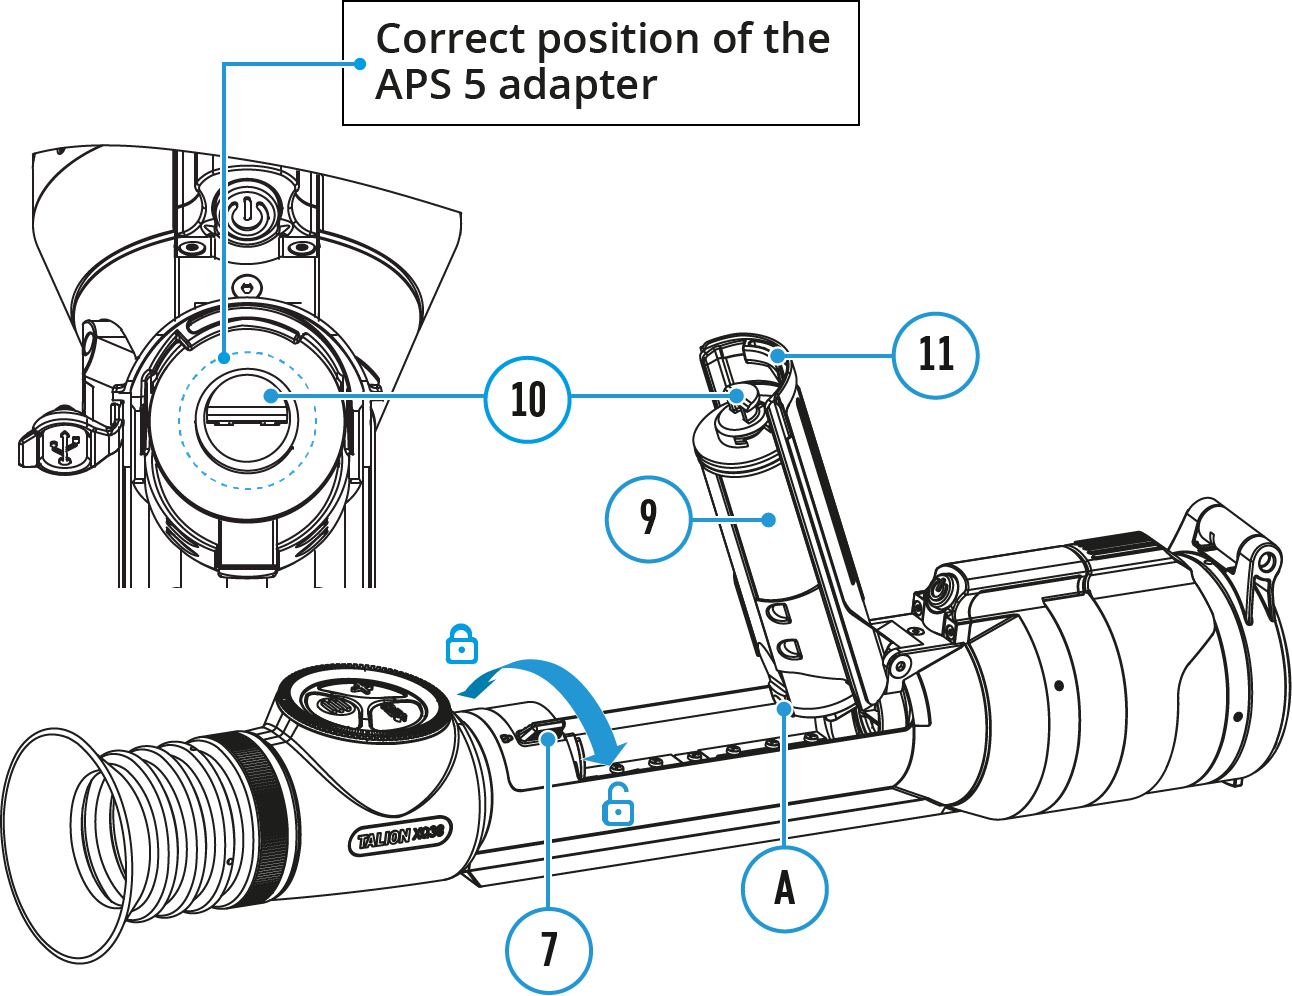 Correct position of the
APS 5 adapter
11
10
9
TALION XQ38
A
7